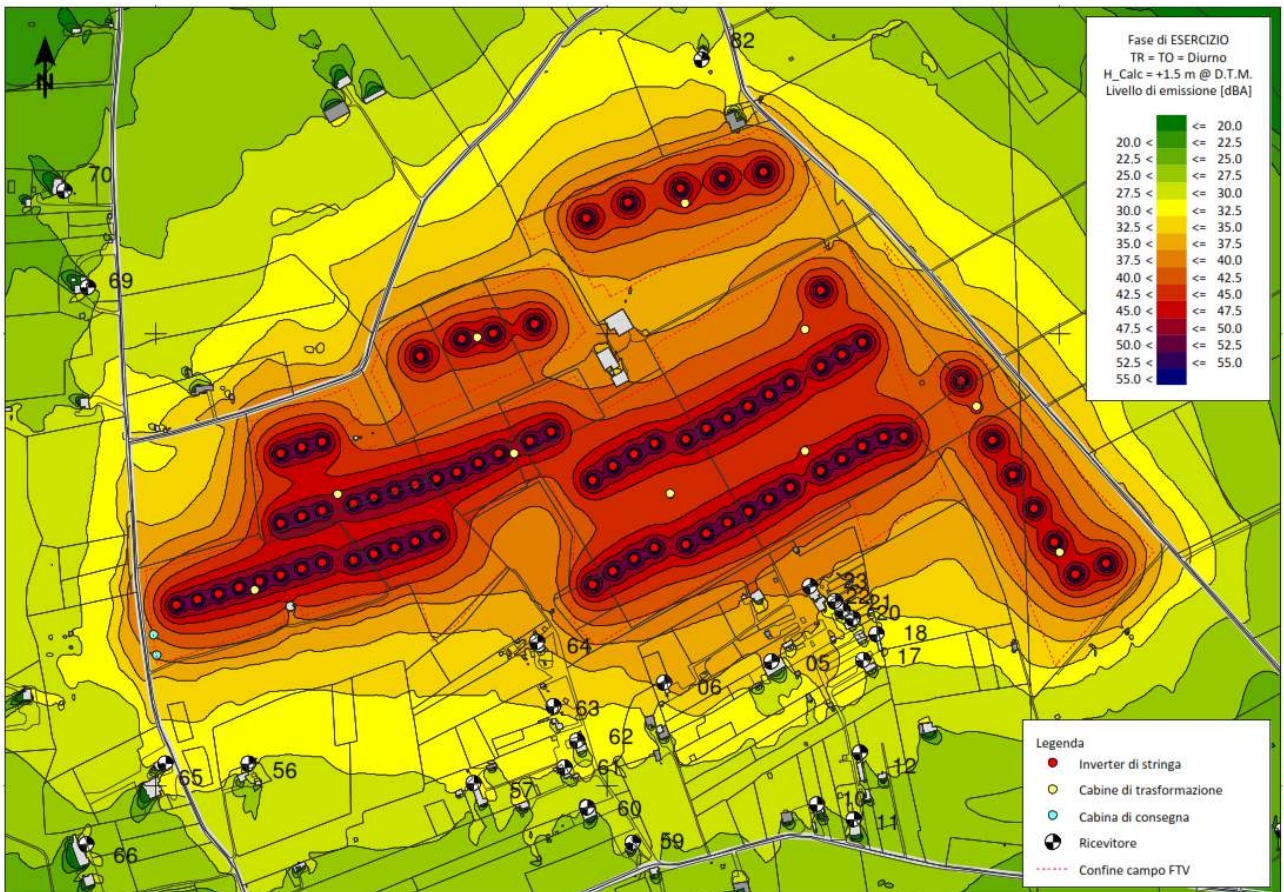 N
82
70
69
64
63
62
61
60
59
57
56
65
66
06
05
23
22
21
20
18
17
12
10
11
Fase di ESERCIZIO
TR = TO = Diurno
H_Calc = +1.5 m @ D.T.M.
Livello di emissione [dBA]
<= 20.0
20.0 < <= 22.5
22.5 < <= 25.0
25.0 < <= 27.5
27.5 < <= 30.0
30.0 < <= 32.5
32.5 < <= 35.0
35.0 < <= 37.5
37.5 < <= 40.0
40.0 < <= 42.5
42.5 < <= 45.0
45.0 < <= 47.5
47.5 < <= 50.0
50.0 < <= 52.5
52.5 < <= 55.0
55.0 <
Legenda
Inverter di stringa
Cabine di trasformazione
Cabina di consegna
Ricevitore
Confine campo FTV